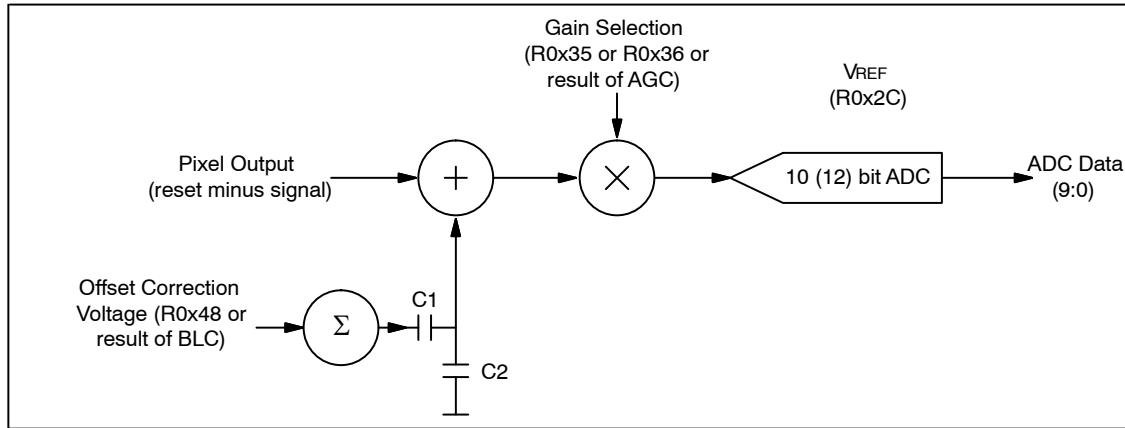 Gain Selection
(R0x35 or R0x36 or
result of AGC)
VREF
(R0x2C)
Pixel Output
(reset minus signal)
+
×
10 (12) bit ADC
ADC Data
(9:0)
Offset Correction
Voltage (R0x48 or
result of BLC)
Σ
C1
C2